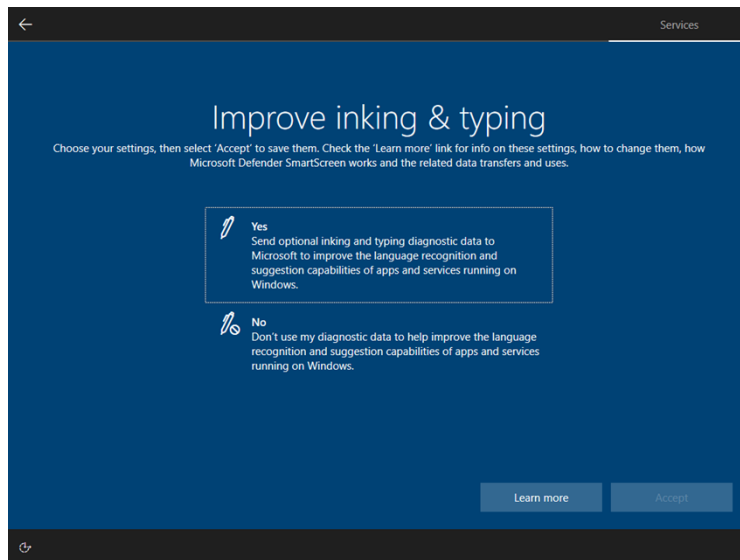 Services
Improve inking & typing
Choose your settings, then select 'Accept' to save them. Check the 'Learn more' link for info on these settings, how to change them, how
Microsoft Defender SmartScreen works and the related data transfers and uses.
Yes
Send optional inking and typing diagnostic data to
Microsoft to improve the language recognition and
suggestion capabilities of apps and services running on
Windows.
No
Don't use my diagnostic data to help improve the language
recognition and suggestion capabilities of apps and services
running on Windows.
Learn more
Accept